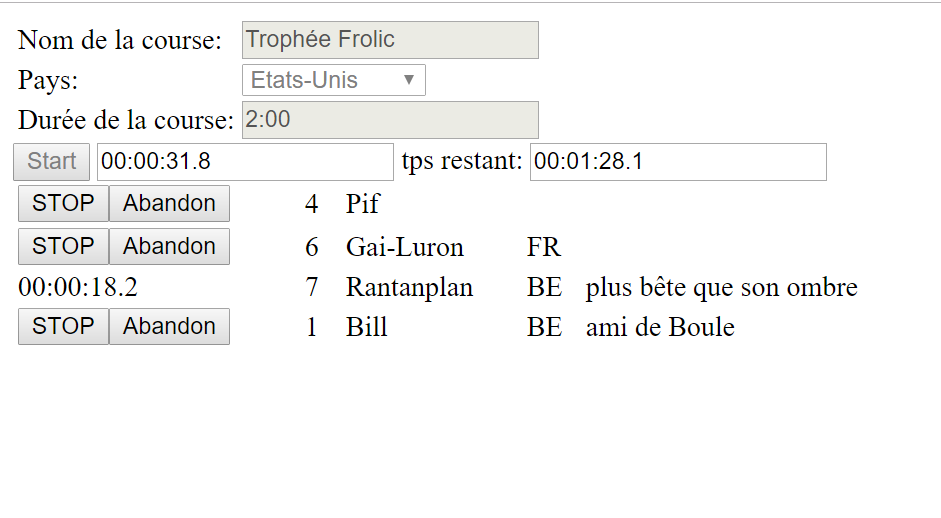 Nom de la course: Trophée Frolic
Pays: Etats-Unis
Durée de la course: 2:00
Start 00:00:31.8 tps restant: 00:01:28.1
STOP Abandon 4 Pif
STOP Abandon 6 Gai-Luron FR
00:00:18.2 7 Rantanplan BE plus bête que son ombre
STOP Abandon 1 Bill BE ami de Boule